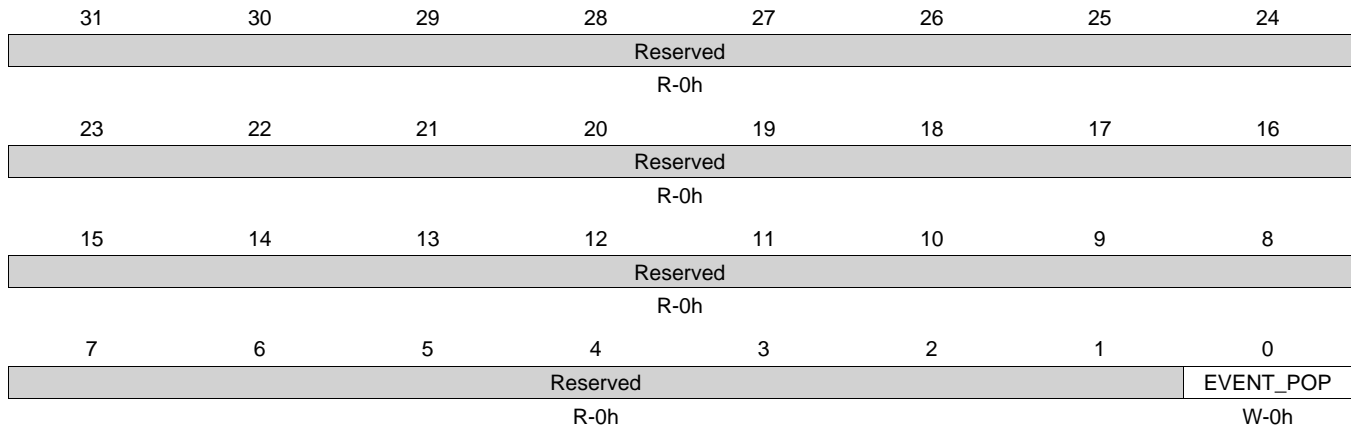 31 30 29 28 27 26 25 24
Reserved
R-0h
23 22 21 20 19 18 17 16
Reserved
R-0h
15 14 13 12 11 10 9 8
Reserved
R-0h
7 6 5 4 3 2 1 0
Reserved EVENT_POP
R-0h W-0h